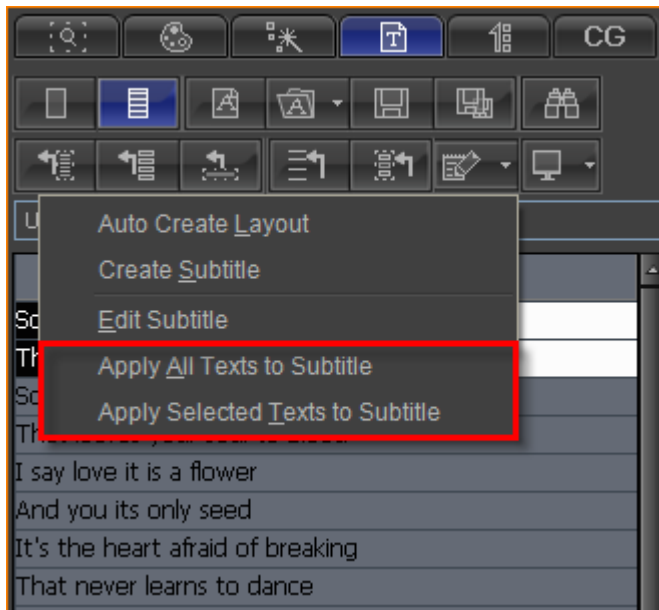 CG
Auto Create Layout
Create Subtitle
Edit Subtitle
Apply All Texts to Subtitle
Apply Selected Texts to Subtitle
I say love it is a flower
And you its only seed
It's the heart afraid of breaking
That never learns to dance